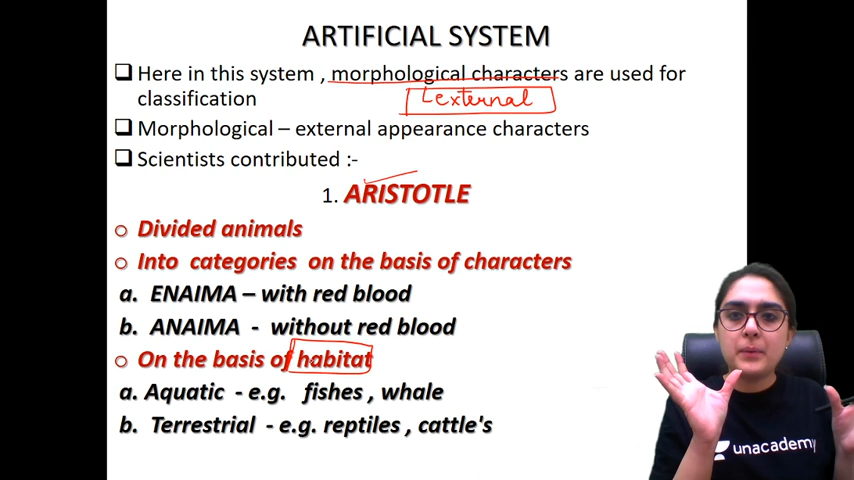 ARTIFICIAL SYSTEM
Here in this system , morphological characters are used for
classification
external
Morphological – external appearance characters
Scientists contributed :-
1. ARISTOTLE
Divided animals
Into categories on the basis of characters
a. ENAIMA – with red blood
b. ANAIMA - without red blood
On the basis of habitat
a. Aquatic - e.g. fishes , whale
b. Terrestrial - e.g. reptiles , cattle's
unacademy